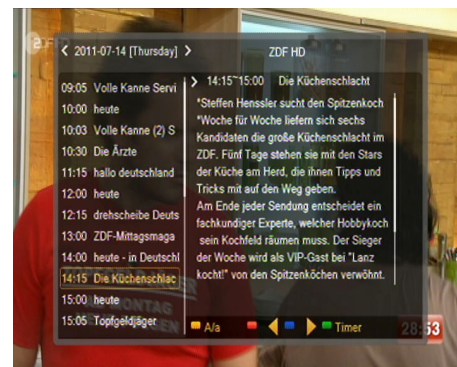 2011-07-14 [Thursday]
ZDF HD
09:05 Volle Kanne Servi
10:00 heute
10:03 Volle Kanne (2) S
10:30 Die Ärzte
11:15 hallo deutschland
12:00 heute
12:15 drehscheibe Deuts
13:00 ZDF-Mittagsmaga
14:00 heute - in Deutschl
14:15 Die Küchenschlac
15:00 heute
15:05 Topfgeldjäger
14:15~15:00 Die Küchenschlacht
"Steffen Henssler sucht den Spitzenkoch
"Woche für Woche liefern sich sechs
Kandidaten die große Küchenschlacht im
ZDF. Fünf Tage stehen sie mit den Stars
der Küche am Herd, die ihnen Tipps und
Tricks mit auf den Weg geben.
Am Ende jeder Sendung entscheidet ein
fachkundiger Experte, welcher Hobbykoch
sein Kochfeld räumen muss. Der Sieger
der Woche wird als VIP-Gast bei "Lanz
kocht!" von den Spitzenköchen verwöhnt.
A/a
Timer
28:53